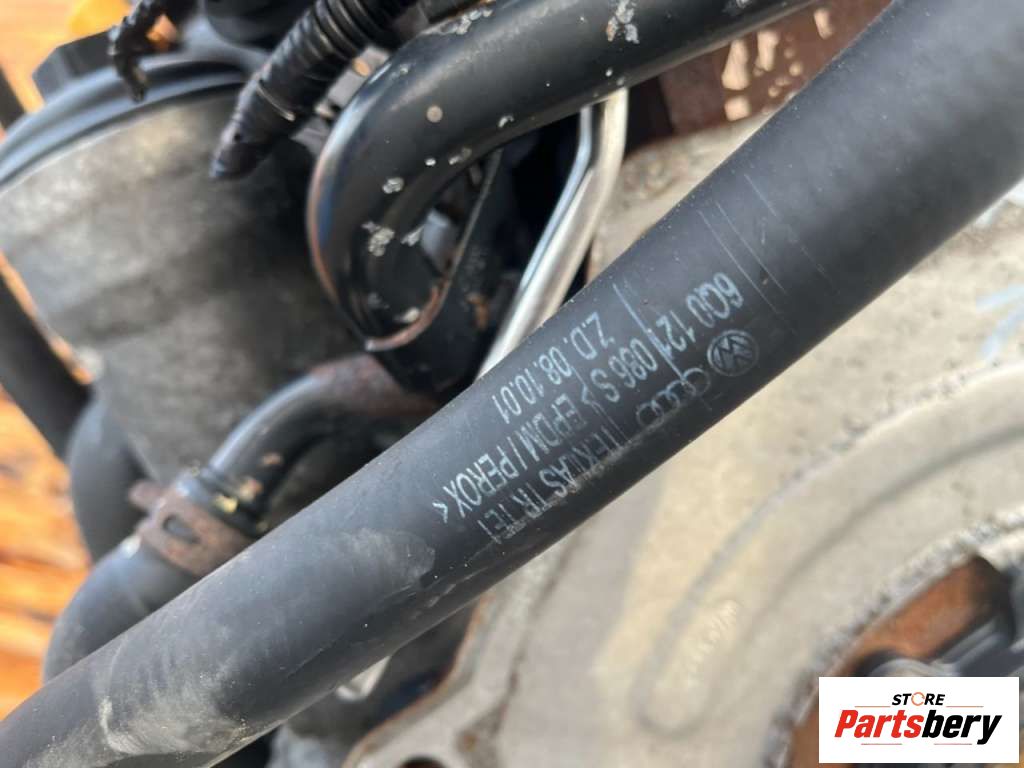 6Q0 121 086 S
Z.D. 08.10.01
>EPDM / PEROX<
STORE
Partsbery